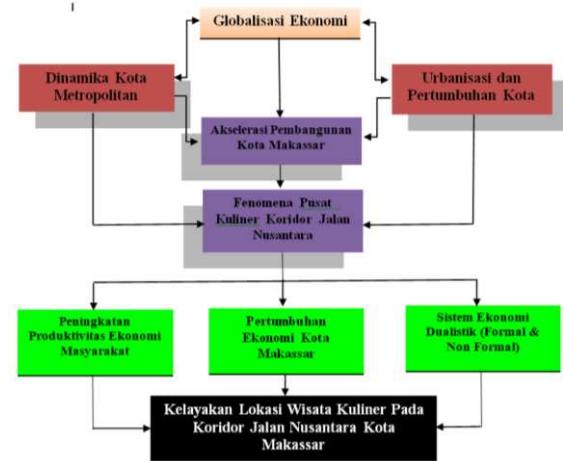 Globalisasi Ekonomi
Dinamika Kota
Metropolitan
Urbanisasi dan
Pertumbuhan Kota
Akselerasi Pembangunan
Kota Makassar
Fenomena Pusat
Kuliner Koridor Jalan
Nusantara
Peningkatan
Produktivitas Ekonomi
Masyarakat
Pertumbuhan
Ekonomi Kota
Makassar
Sistem Ekonomi
Dualistik (Formal &
Non Formal)
Kelayakan Lokasi Wisata Kuliner Pada
Koridor Jalan Nusantara Kota
Makassar